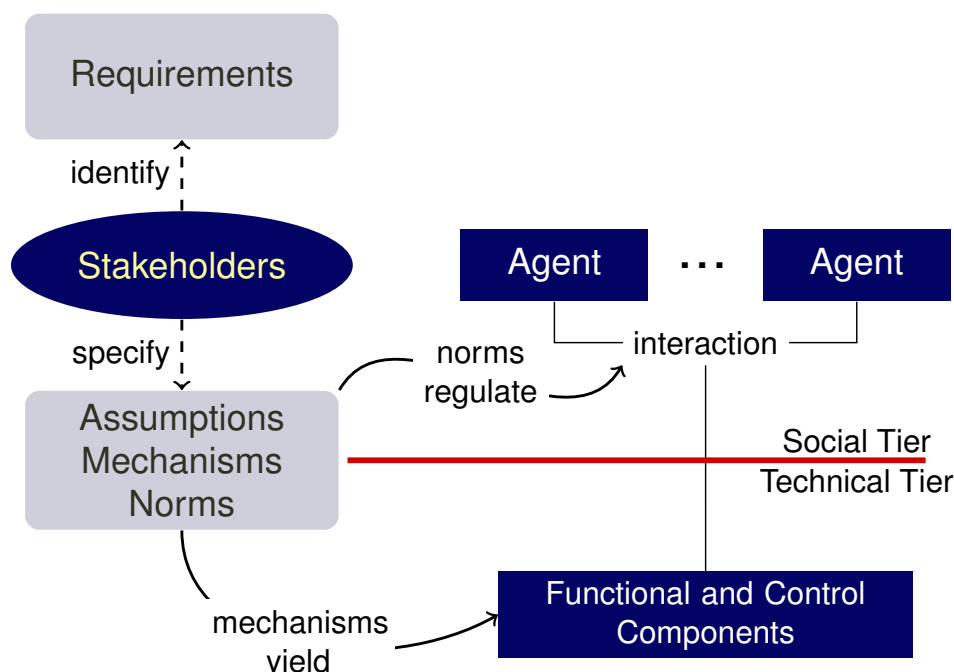 Requirements
identify
Stakeholders
specify
Assumptions
Mechanisms
Norms
norms
regulate
Agent
...
Agent
interaction
Social Tier
Technical Tier
mechanisms
yield
Functional and Control
Components